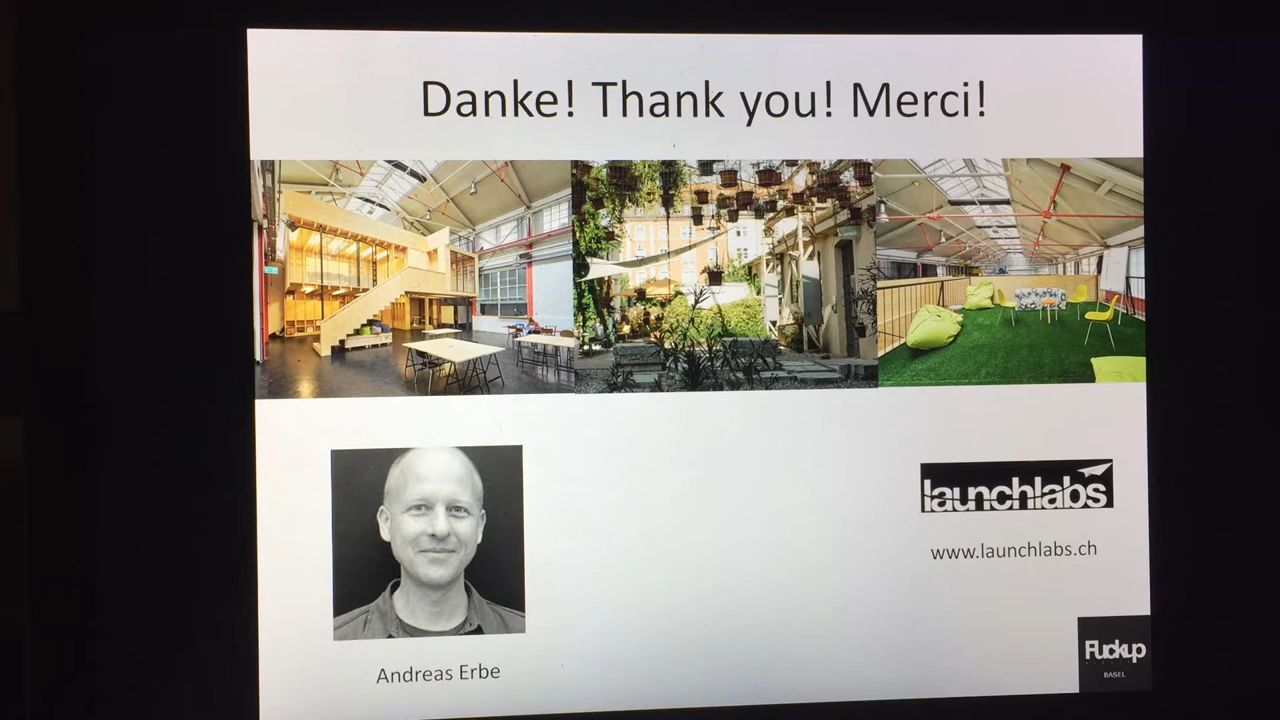 Danke! Thank you! Merci!
launchlabs
www.launchlabs.ch
Andreas Erbe
Fuckup
BASEL